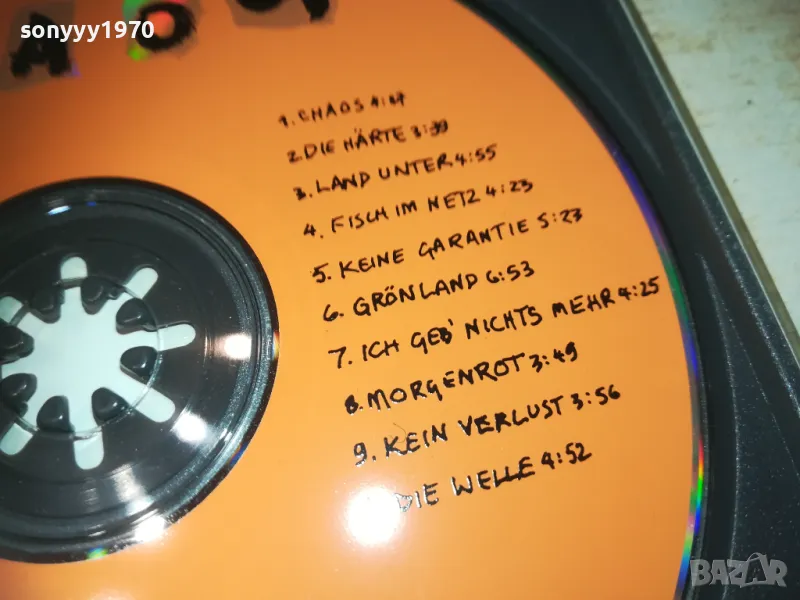 sonyyy1970
1. CHAOS
2. DIE HÄRTE 3:39
3. LAND UNTER 4:55
4. FISCH IM NETZ 4:23
5. KEINE GARANTIE 5:23
6. GRÖNLAND 6:53
7. ICH GEB' NICHTS MEHR 4:25
8. MORGENROT 3:49
9. KEIN VERLUST 3:56
DIE WELLE 4:52
BAZAR